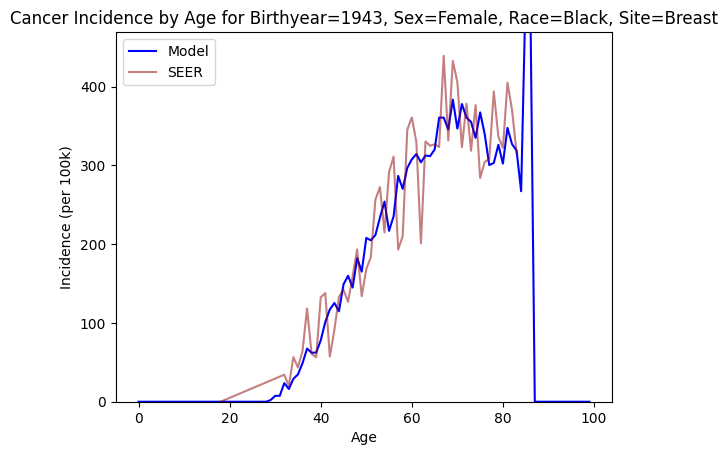 Cancer Incidence by Age for Birthyear=1943, Sex=Female, Race=Black, Site=Breast
Model
SEER
400
300
200
100
0
Incidence (per 100k)
0 20 40 60 80 100
Age